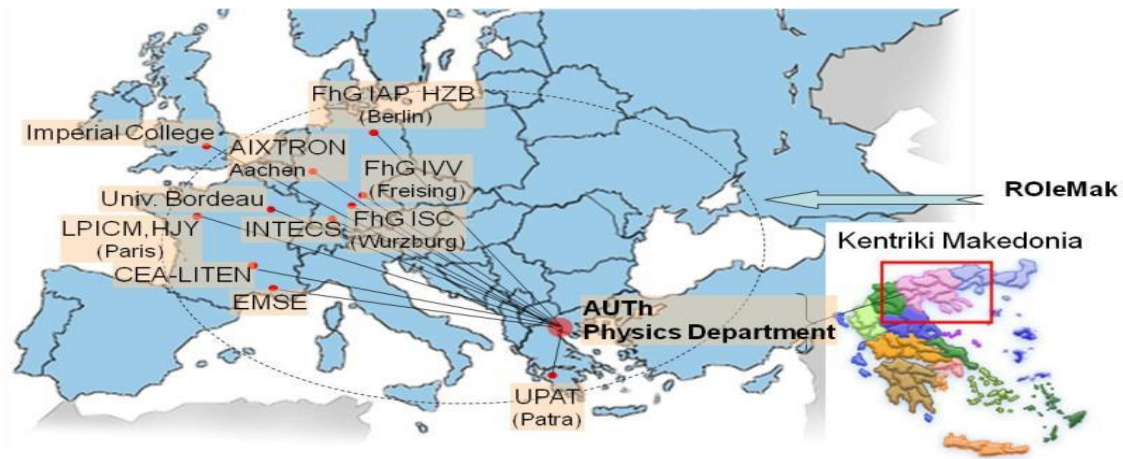 FhG IAP, HZB
(Berlin)
Imperial College
AIXTRON
Aachen
FhG IVV
(Freising)
Univ. Bordeau
LPICM,HJY
(Paris)
INTECS
FhG ISC
(Wurzburg)
CEA-LITEN
EMSE
AUTh
Physics Department
UPAT
(Patra)
ROleMak
Kentriki Makedonia